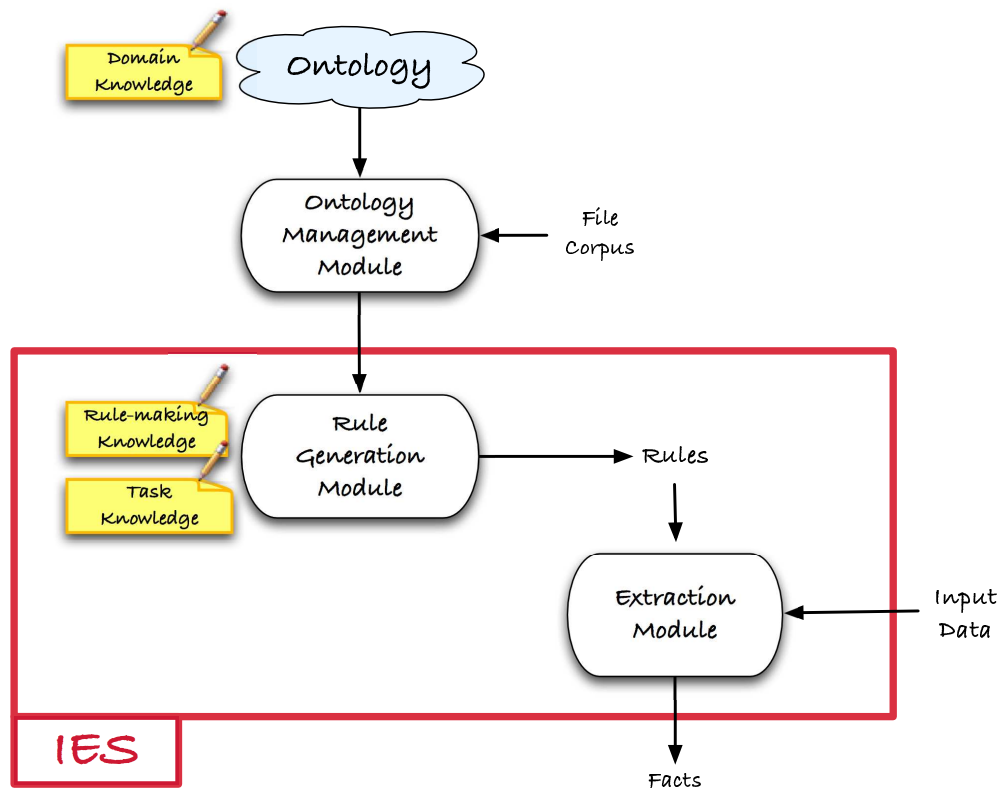 Domain
Knowledge
Ontology
Ontology
Management
Module
File
Corpus
Rule-making
Knowledge
Task
Knowledge
Rule
Generation
Module
Rules
Extraction
Module
Input
Data
IES
Facts